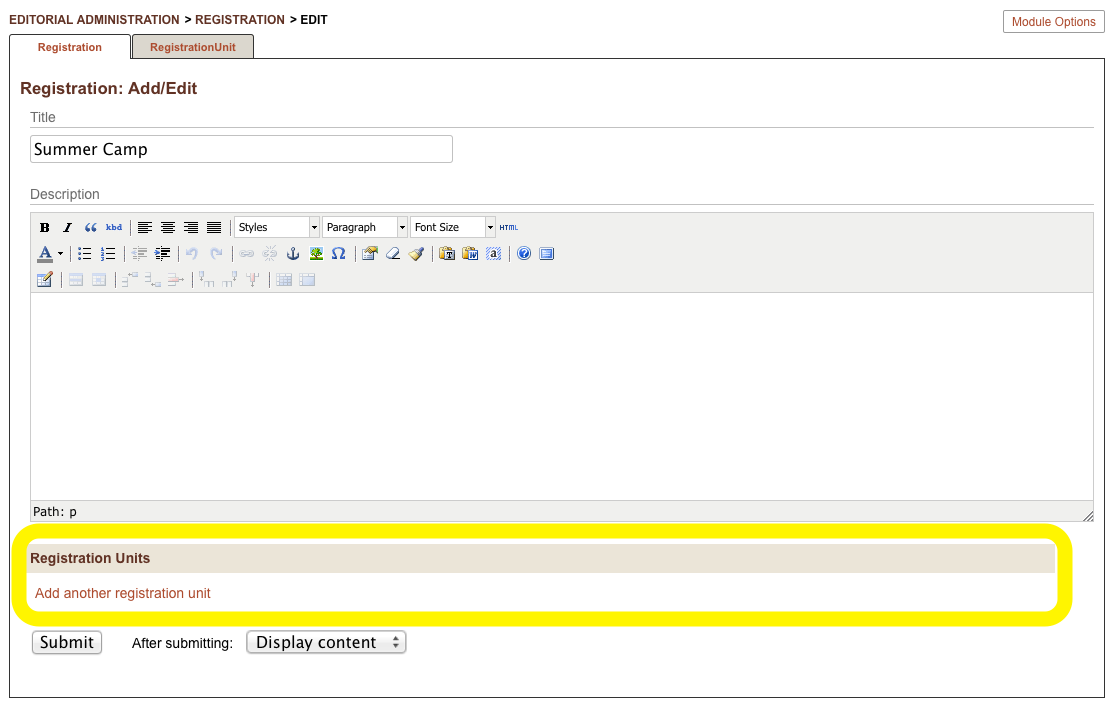 EDITORIAL ADMINISTRATION > REGISTRATION > EDIT
Module Options
Registration RegistrationUnit
Registration: Add/Edit
Title
Summer Camp
Description
B I “ kbd Styles Paragraph Font Size HTML
A Ω T W a ?
Path: p
Registration Units
Add another registration unit
Submit After submitting: Display content